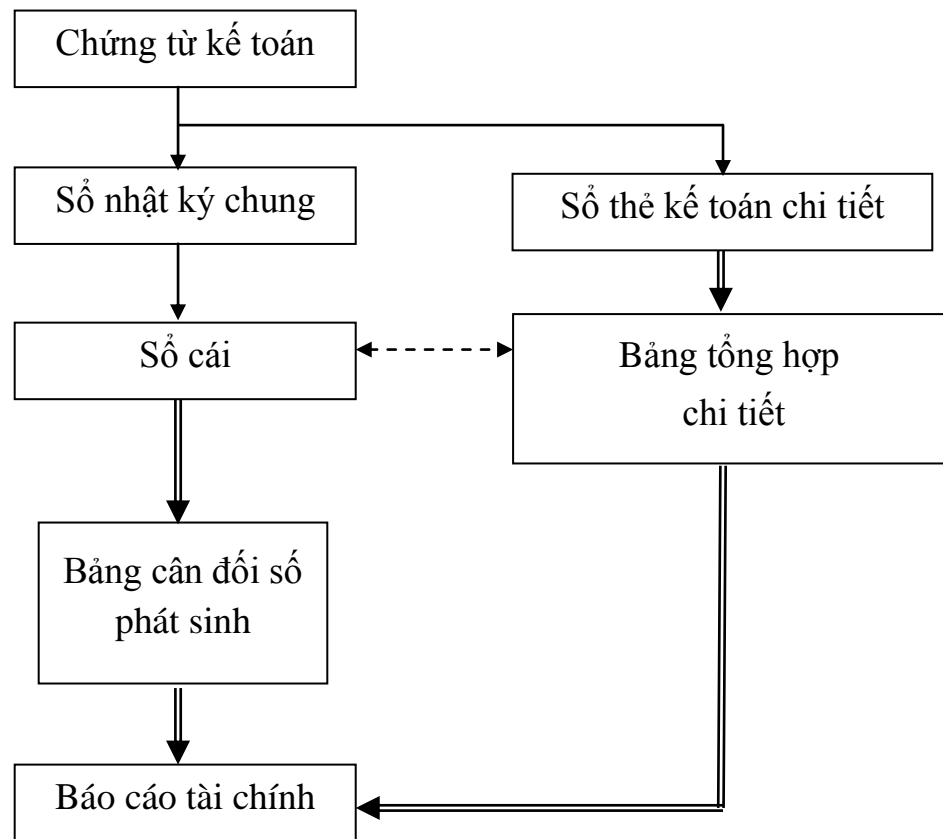 Chứng từ kế toán
Sổ nhật ký chung
Sổ thẻ kế toán chi tiết
Sổ cái
Bảng tổng hợp
chi tiết
Bảng cân đối số
phát sinh
Báo cáo tài chính